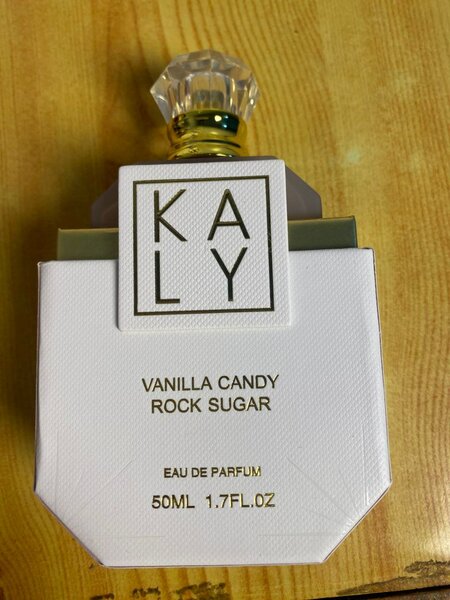 KA
LY
VANILLA CANDY
ROCK SUGAR
EAU DE PARFUM
50ML 1.7FL.OZ